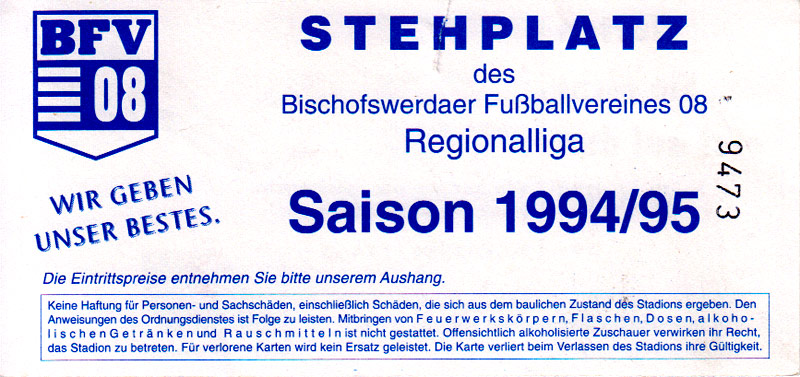 BFV
08
STEHPLATZ
des
Bischofswerdaer Fußballvereines 08
Regionalliga
Saison 1994/95
9473
WIR GEBEN
UNSER BESTES.
Die Eintrittspreise entnehmen Sie bitte unserem Aushang.
Keine Haftung für Personen- und Sachschäden, einschließlich Schäden, die sich aus dem baulichen Zustand des Stadions ergeben. Den
Anweisungen des Ordnungsdienstes ist Folge zu leisten. Mitbringen von Feuerwerkskörpern, Flaschen, Dosen, alkoho-
lischen Getränken und Rauschmitteln ist nicht gestattet. Offensichtlich alkoholisierte Zuschauer verwirken ihr Recht,
das Stadion zu betreten. Für verlorene Karten wird kein Ersatz geleistet. Die Karte verliert beim Verlassen des Stadions ihre Gültigkeit.